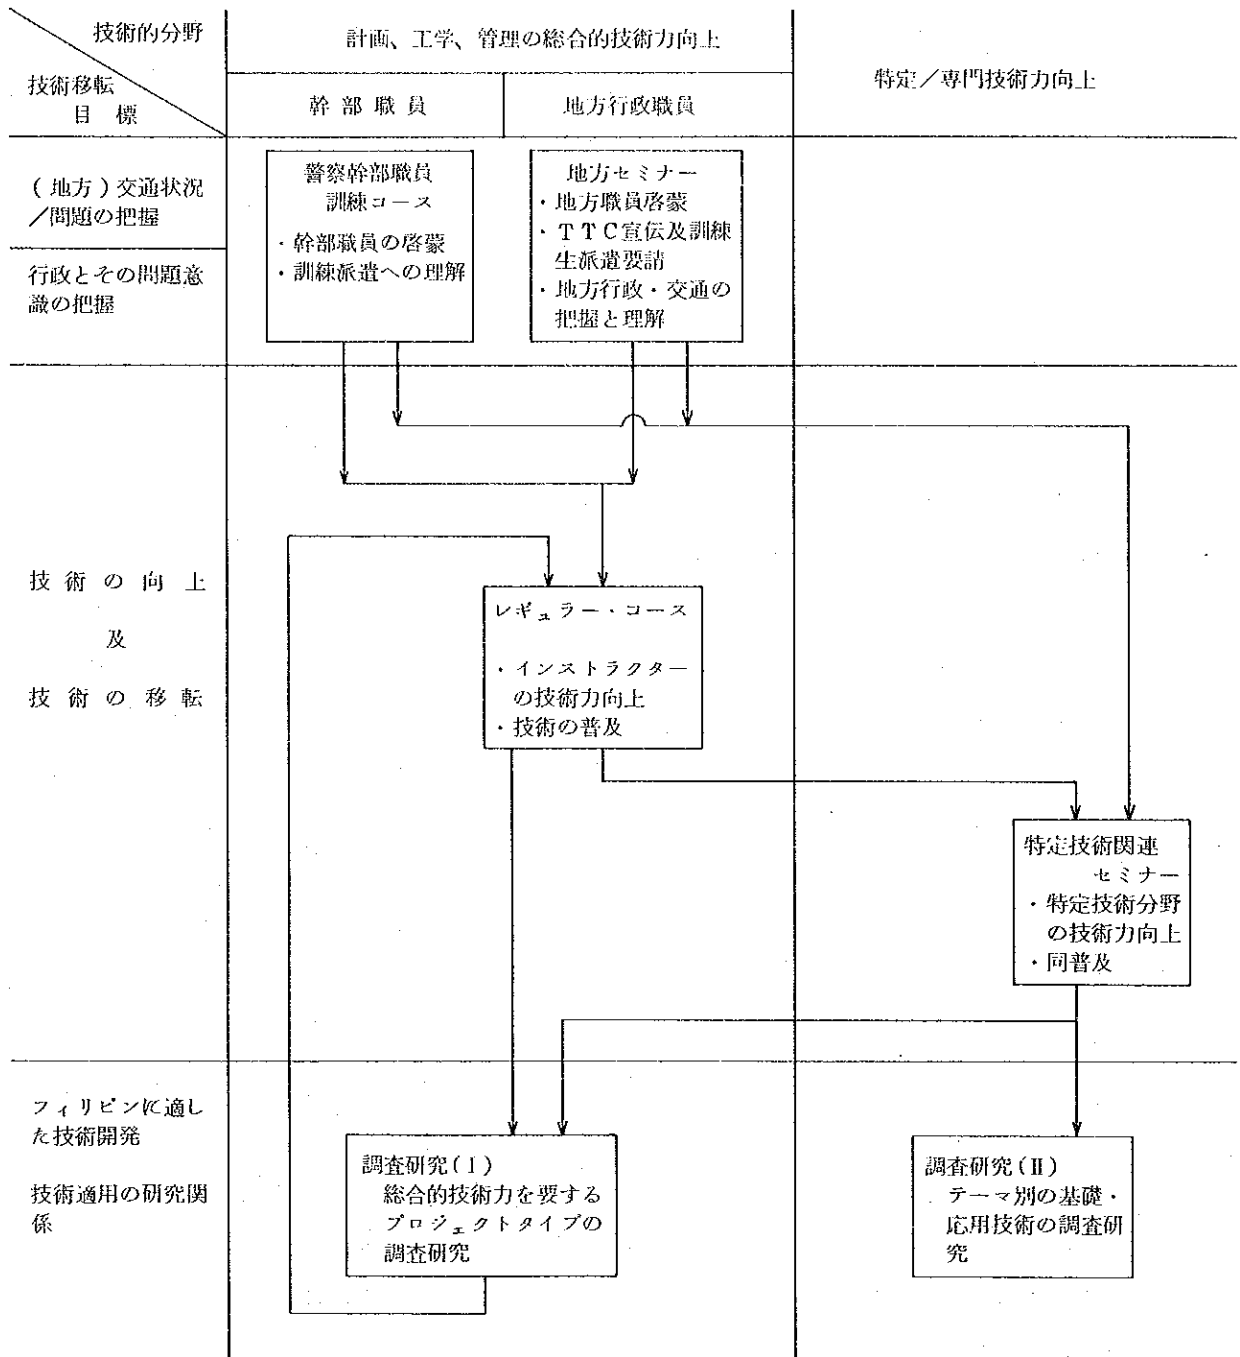 技術的分野
技術移転
目標
計画、工学、管理の総合的技術力向上
幹部職員
地方行政職員
特定/専門技術力向上
(地方)交通状況
/問題の把握
行政とその問題意
識の把握
警察幹部職員
訓練コース
・幹部職員の啓蒙
・訓練派遣への理解
地方セミナー
・地方職員啓蒙
・TTC宣伝及訓練
生派遣要請
・地方行政・交通の
把握と理解
技術の向上
及
技術の移転
レギュラー・コース
・インストラクター
の技術力向上
・技術の普及
特定技術関連
セミナー
・特定技術分野
の技術力向上
・同普及
フィリピンに適し
た技術開発
技術適用の研究関
係
調査研究(I)
総合的技術力を要する
プロジェクトタイプの
調査研究
調査研究(II)
テーマ別の基礎・
応用技術の調査研
究